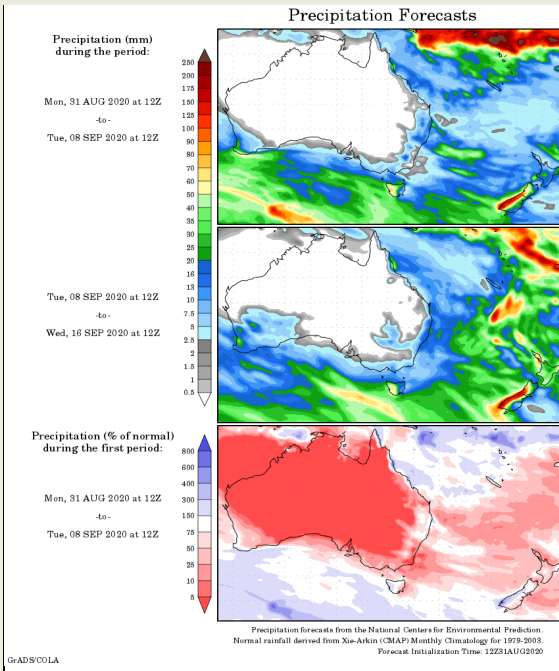 Precipitation Forecasts
Precipitation (mm)
during the period:
Mon, 31 AUG 2020 at 12Z
-to-
Tue, 08 SEP 2020 at 12Z
250
200
175
150
125
100
90
80
70
60
50
40
35
30
25
20
16
13
10
7.5
5
2.5
2
1.5
1
0.5
Tue, 08 SEP 2020 at 12Z
-to-
Wed, 16 SEP 2020 at 12Z
Precipitation (% of normal)
during the first period:
Mon, 31 AUG 2020 at 12Z
-to-
Tue, 08 SEP 2020 at 12Z
800
600
400
300
150
75
50
25
10
5
Precipitation forecasts from the National Centers for Environmental Prediction.
Normal rainfall derived from Xie-Arkin (CMAP) Monthly Climatology for 1979-2003.
Forecast Initialization Time: 12Z31AUG2020
GrADS/COLA